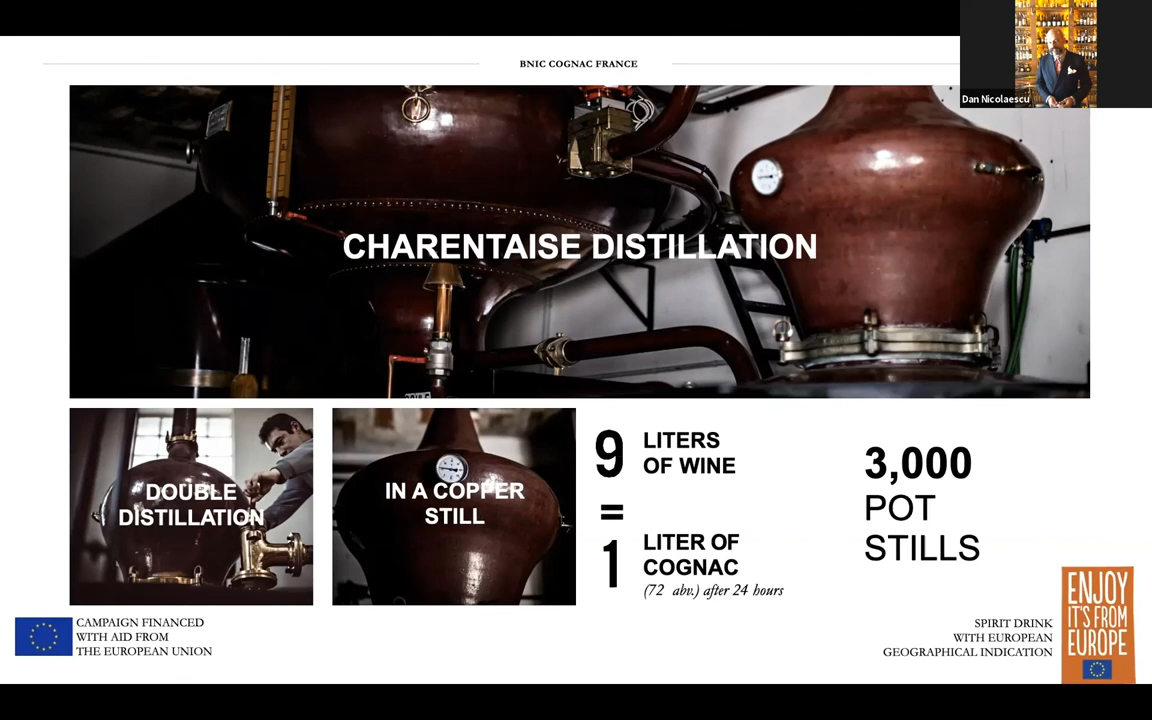 BNIC COGNAC FRANCE
Dan Nicolaescu
CHARENTAISE DISTILLATION
DOUBLE
DISTILLATION
IN A COPPER
STILL
9
LITERS
OF WINE
=
1
LITER OF
COGNAC
(72 abv.) after 24 hours
3,000
POT
STILLS
CAMPAIGN FINANCED
WITH AID FROM
THE EUROPEAN UNION
SPIRIT DRINK
WITH EUROPEAN
GEOGRAPHICAL INDICATION
ENJOY
IT'S FROM
EUROPE